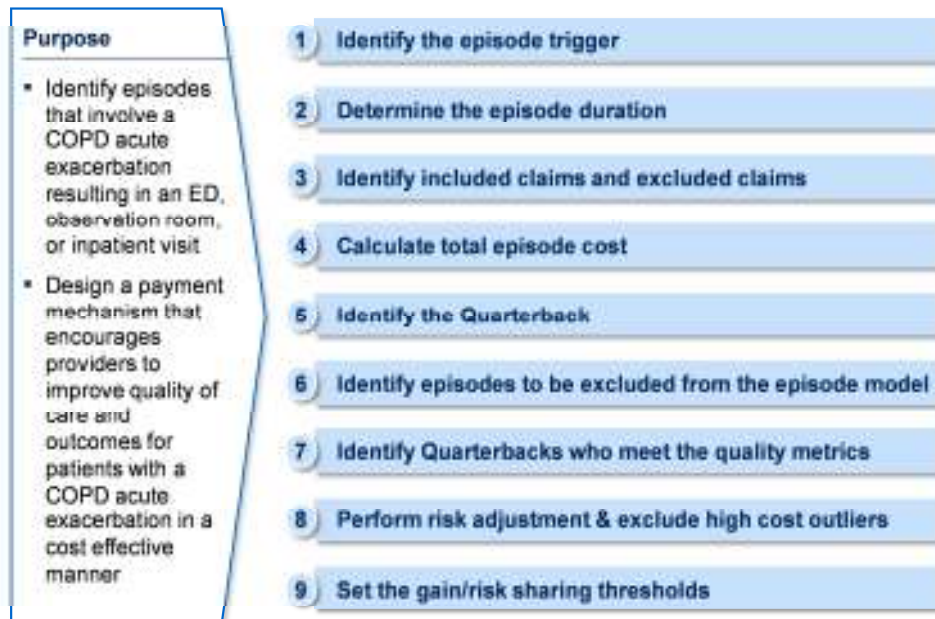 Purpose
▪ Identify episodes
that involve a
COPD acute
exacerbation
resulting in an ED,
observation room,
or inpatient visit
▪ Design a payment
mechanism that
encourages
providers to
improve quality of
care and
outcomes for
patients with a
COPD acute
exacerbation in a
cost effective
manner
1 Identify the episode trigger
2 Determine the episode duration
3 Identify included claims and excluded claims
4 Calculate total episode cost
5 Identify the Quarterback
6 Identify episodes to be excluded from the episode model
7 Identify Quarterbacks who meet the quality metrics
8 Perform risk adjustment & exclude high cost outliers
9 Set the gain/risk sharing thresholds